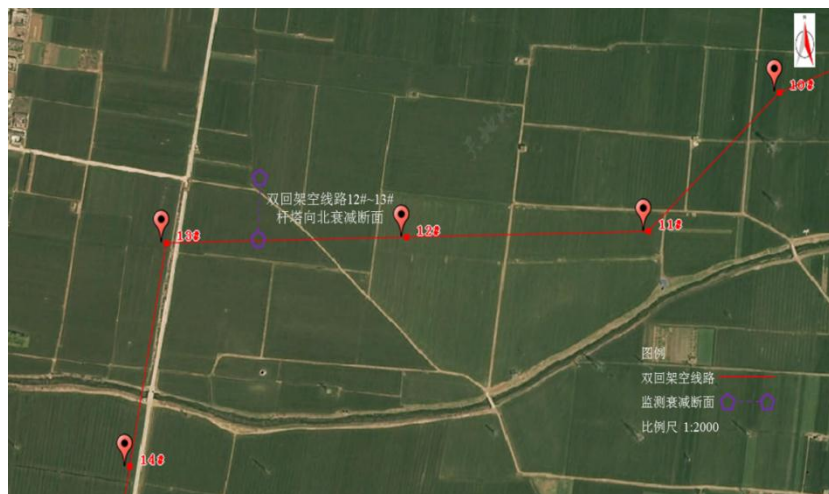 10#
双回架空线路12#~13#
杆塔向北衰减断面
11#
12#
13#
图例
双回架空线路
监测衰减断面
比例尺 1:2000
14#